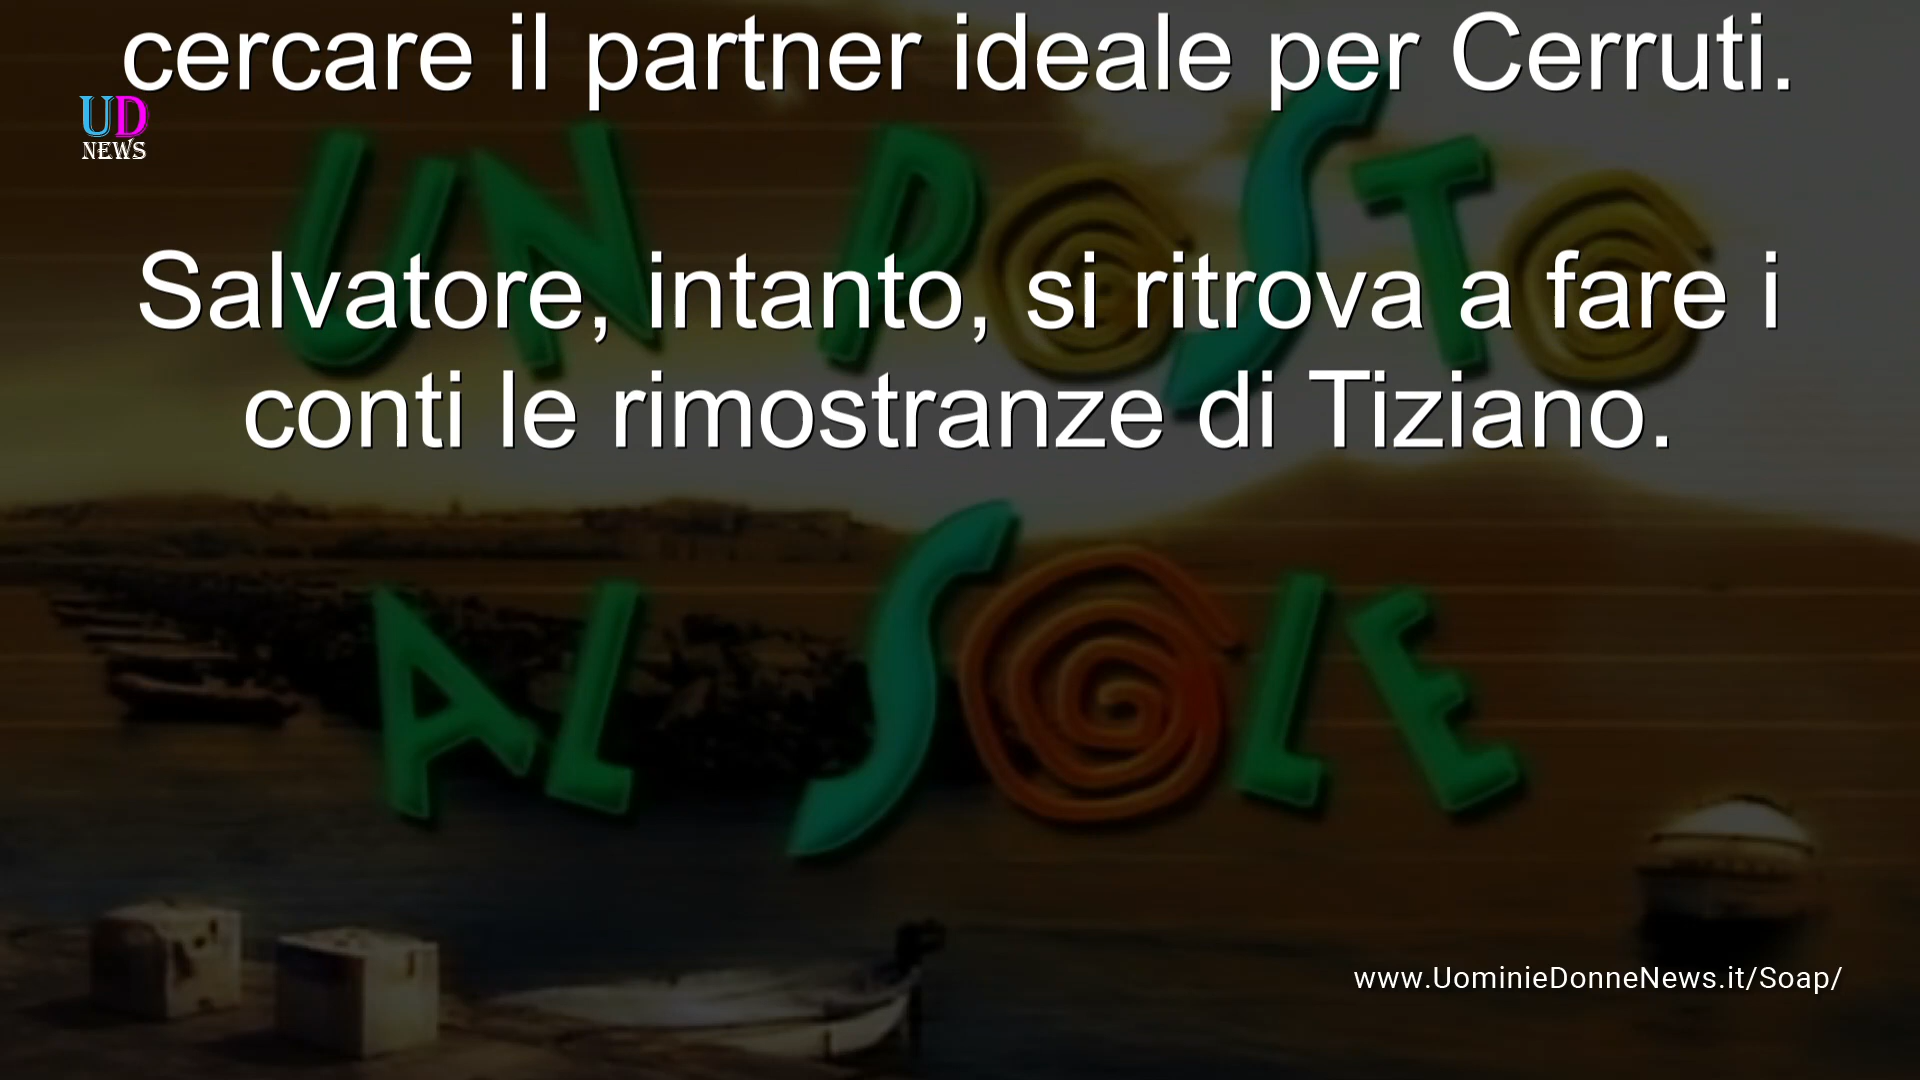 cercare il partner ideale per Cerruti.
UD
NEWS
UN POSTO
Salvatore, intanto, si ritrova a fare i
conti le rimostranze di Tiziano.
AL SOLE
www.UominieDonneNews.it/Soap/